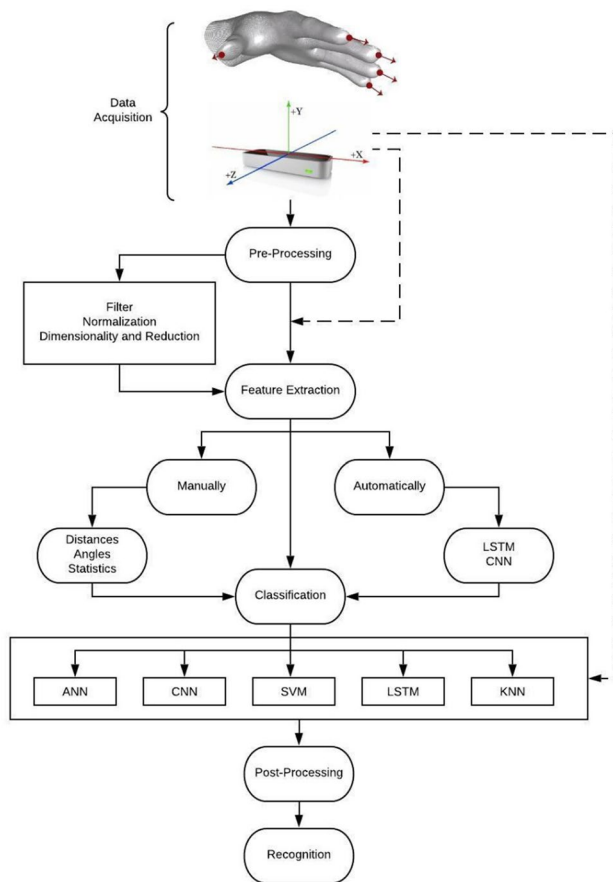 Data
Acquisition
+Y
+X
+Z
Pre-Processing
Filter
Normalization
Dimensionality and Reduction
Feature Extraction
Manually
Automatically
Distances
Angles
Statistics
LSTM
CNN
Classification
ANN
CNN
SVM
LSTM
KNN
Post-Processing
Recognition